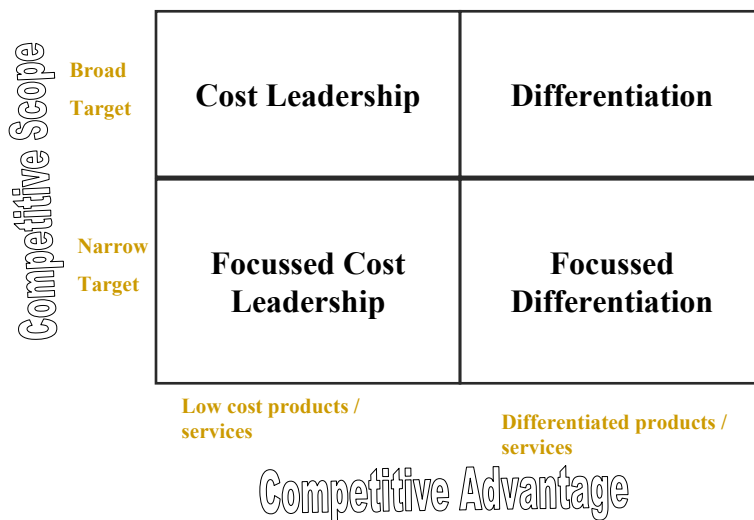 Competitive Scope
Broad
Target
Cost Leadership
Differentiation
Narrow
Target
Focussed Cost
Leadership
Focussed
Differentiation
Low cost products /
services
Differentiated products /
services
Competitive Advantage